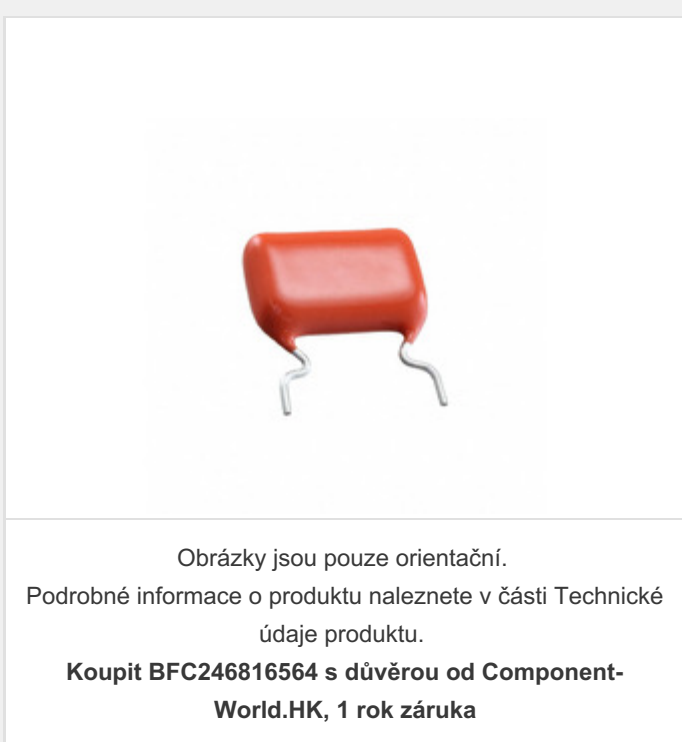 Obrázky jsou pouze orientační.
Podrobné informace o produktu naleznete v části Technické
údaje produktu.
Koupit BFC246816564 s důvěrou od Component-
World.HK, 1 rok záruka